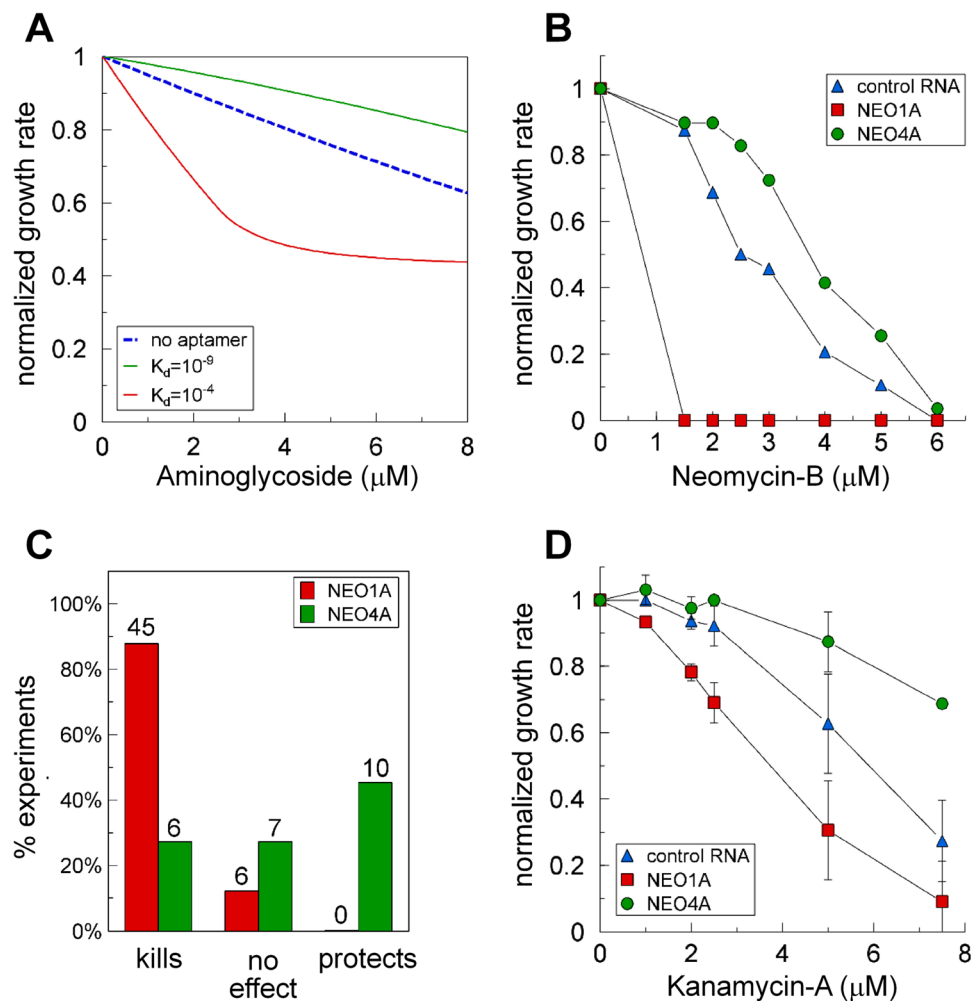 A
normalized growth rate
1
0.8
0.6
0.4
0.2
0
0
2
4
6
8
no aptamer
Kd=10⁻⁹
Kd=10⁻⁴
Aminoglycoside (μM)
B
normalized growth rate
1
0.8
0.6
0.4
0.2
0
0
1
2
3
4
5
6
control RNA
NEO1A
NEO4A
Neomycin-B (μM)
C
% experiments
100%
80%
60%
40%
20%
0%
NEO1A
NEO4A
45
6
6
7
0
10
kills
no
effect
protects
D
normalized growth rate
1
0.8
0.6
0.4
0.2
0
0
2
4
6
8
control RNA
NEO1A
NEO4A
Kanamycin-A (μM)